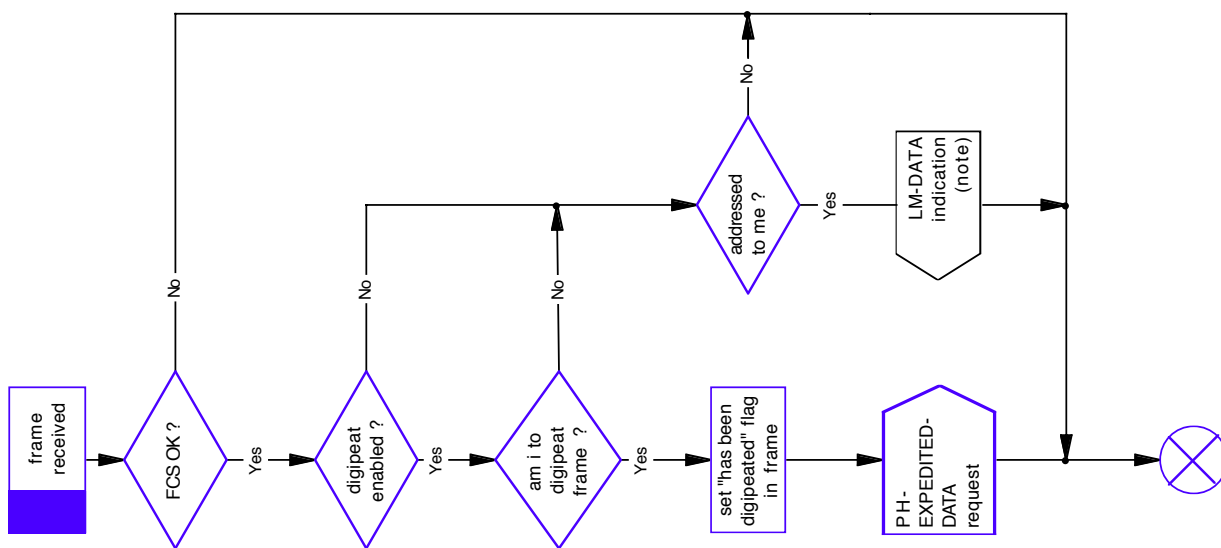 frame
received
FCS OK ?
No
Yes
digipeat
enabled ?
No
Yes
am i to
digipeat
frame ?
No
Yes
set "has been
digipeated" flag
in frame
PH-
EXPEDITED-
DATA
request
addressed
to me ?
No
Yes
LM-DATA
indication
(note)